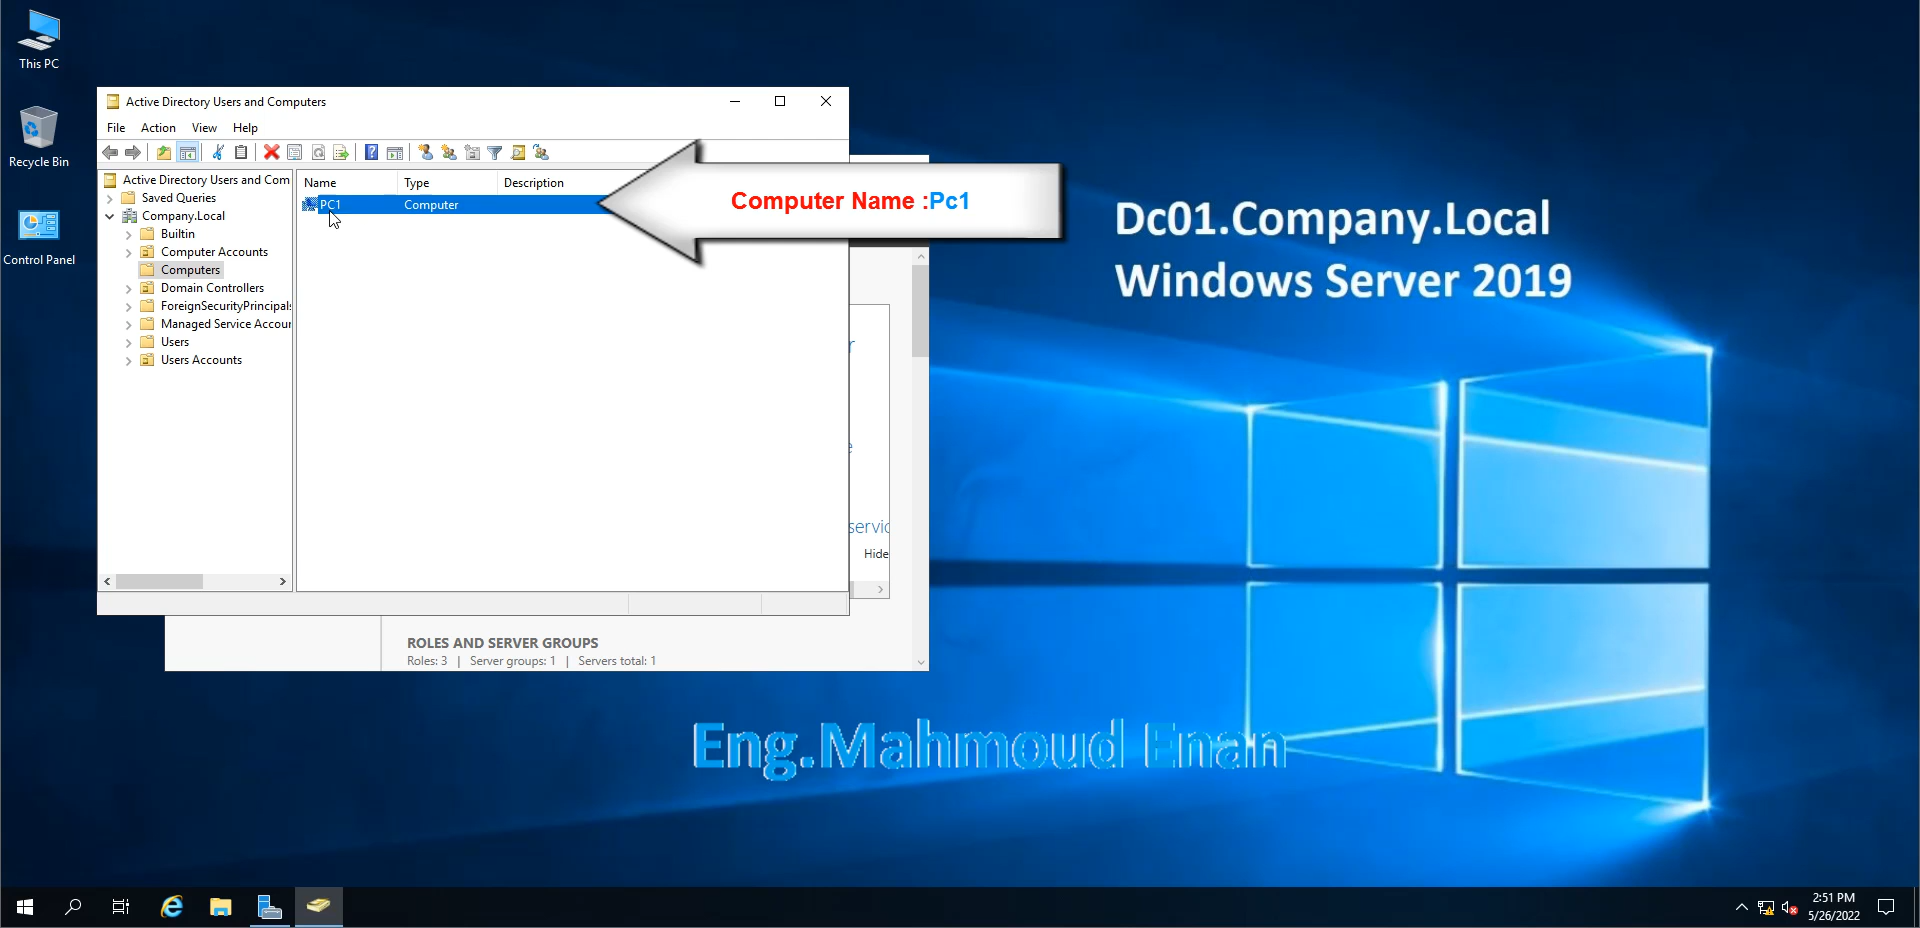 This PC
Recycle Bin
Control Panel
Active Directory Users and Computers
File Action View Help
Active Directory Users and Com
Saved Queries
Company.Local
Builtin
Computer Accounts
Computers
Domain Controllers
ForeignSecurityPrincipals
Managed Service Accour
Users
Users Accounts
Name Type Description
PC1 Computer
Computer Name :Pc1
Dc01.Company.Local
Windows Server 2019
servic
Hide
ROLES AND SERVER GROUPS
Roles: 3 | Server groups: 1 | Servers total: 1
Eng.Mahmoud Enan
2:51 PM
5/26/2022